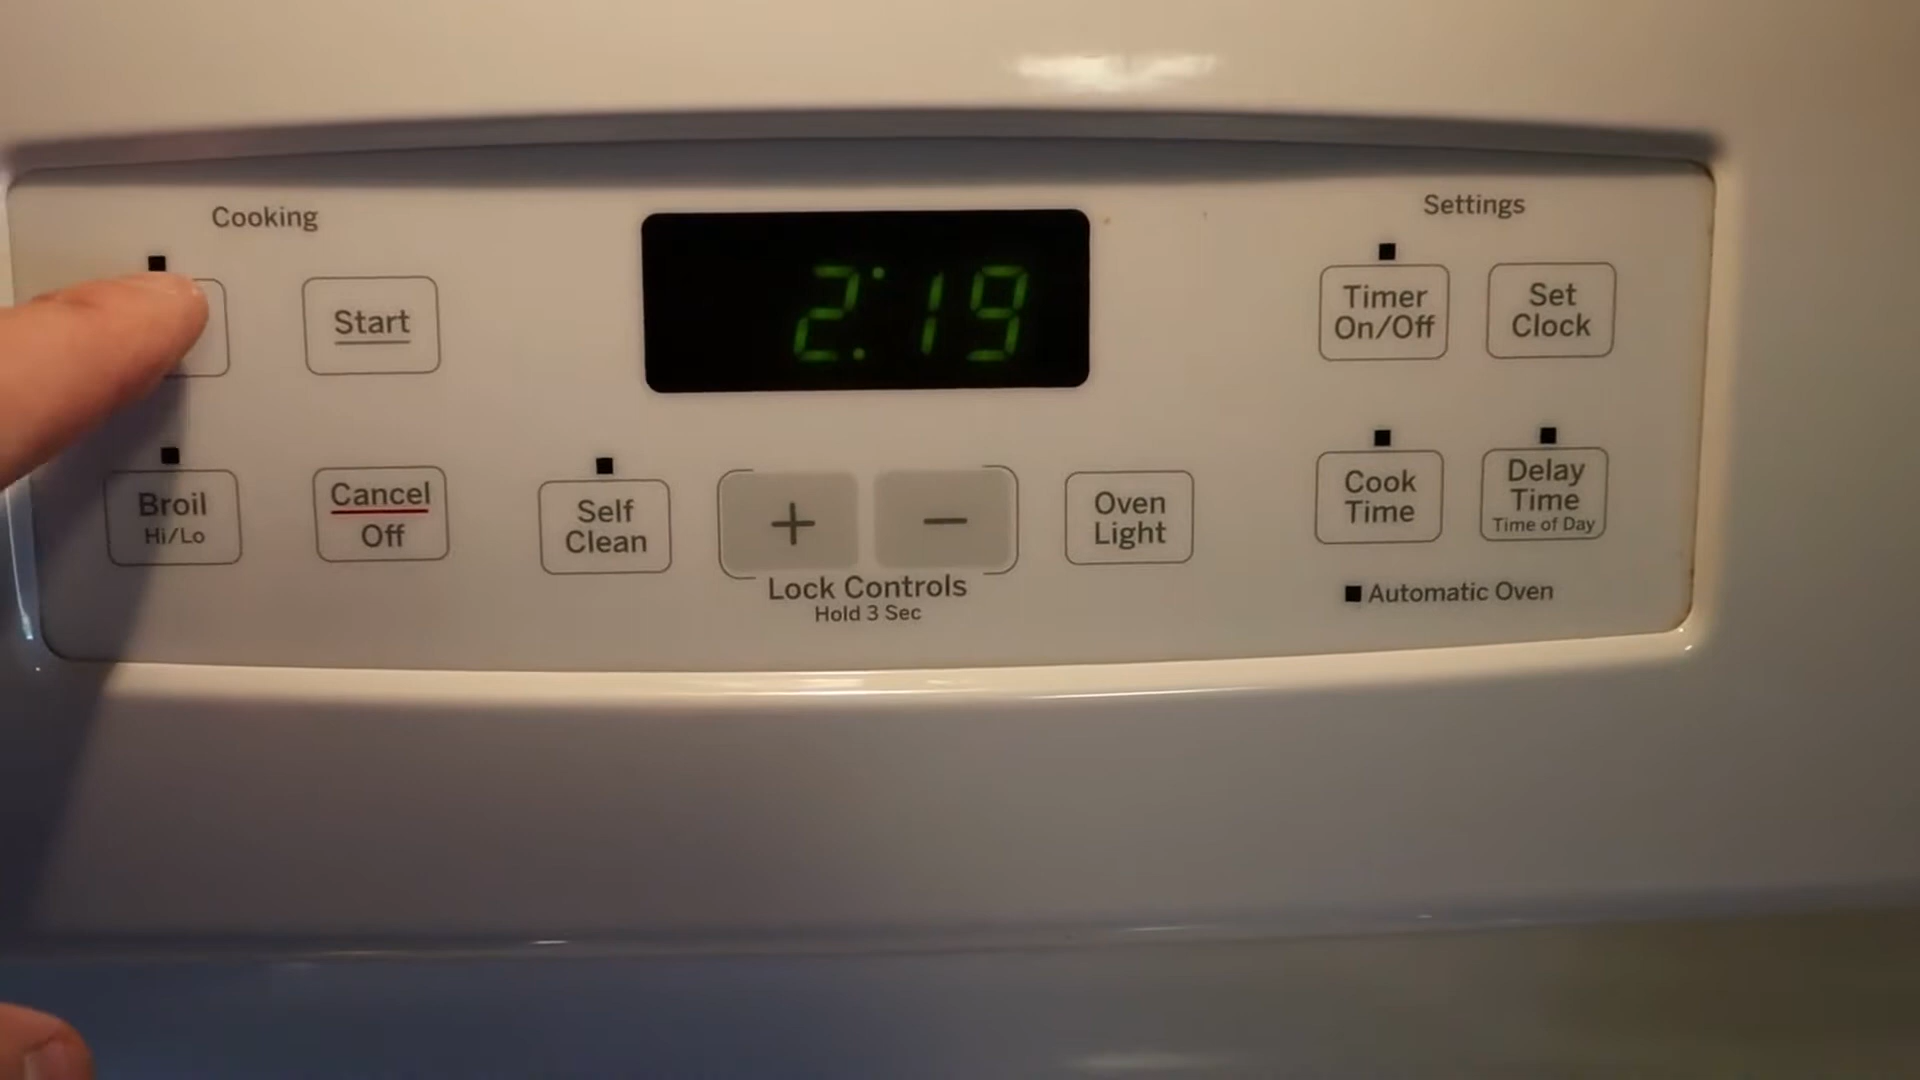 Cooking
Settings
2:19
Start
Timer
On/Off
Set
Clock
Broil
Hi/Lo
Cancel
Off
Self
Clean
+
−
Lock Controls
Hold 3 Sec
Oven
Light
Cook
Time
Delay
Time
Time of Day
Automatic Oven